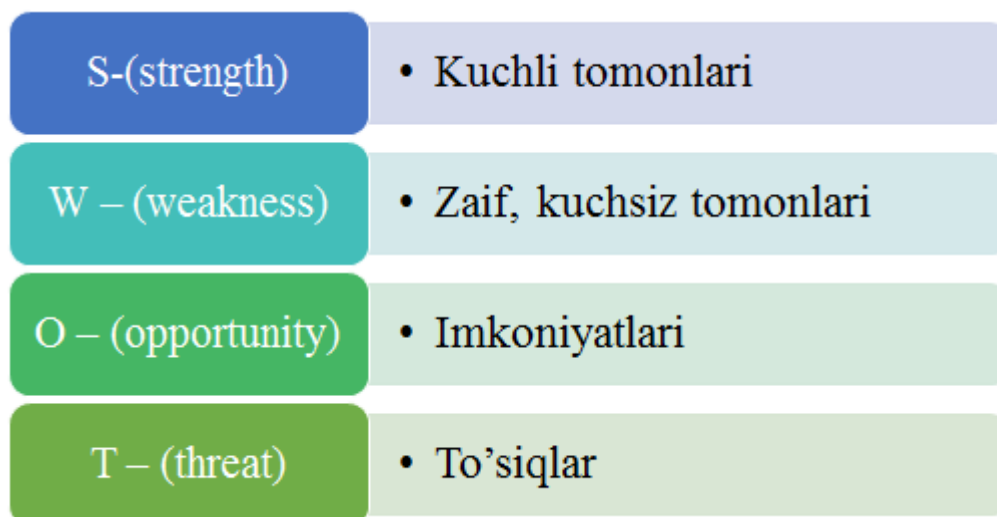 S-(strength)
• Kuchli tomonlari
W – (weakness)
• Zaif, kuchsiz tomonlari
O – (opportunity)
• Imkoniyatlari
T – (threat)
• To’siqlar